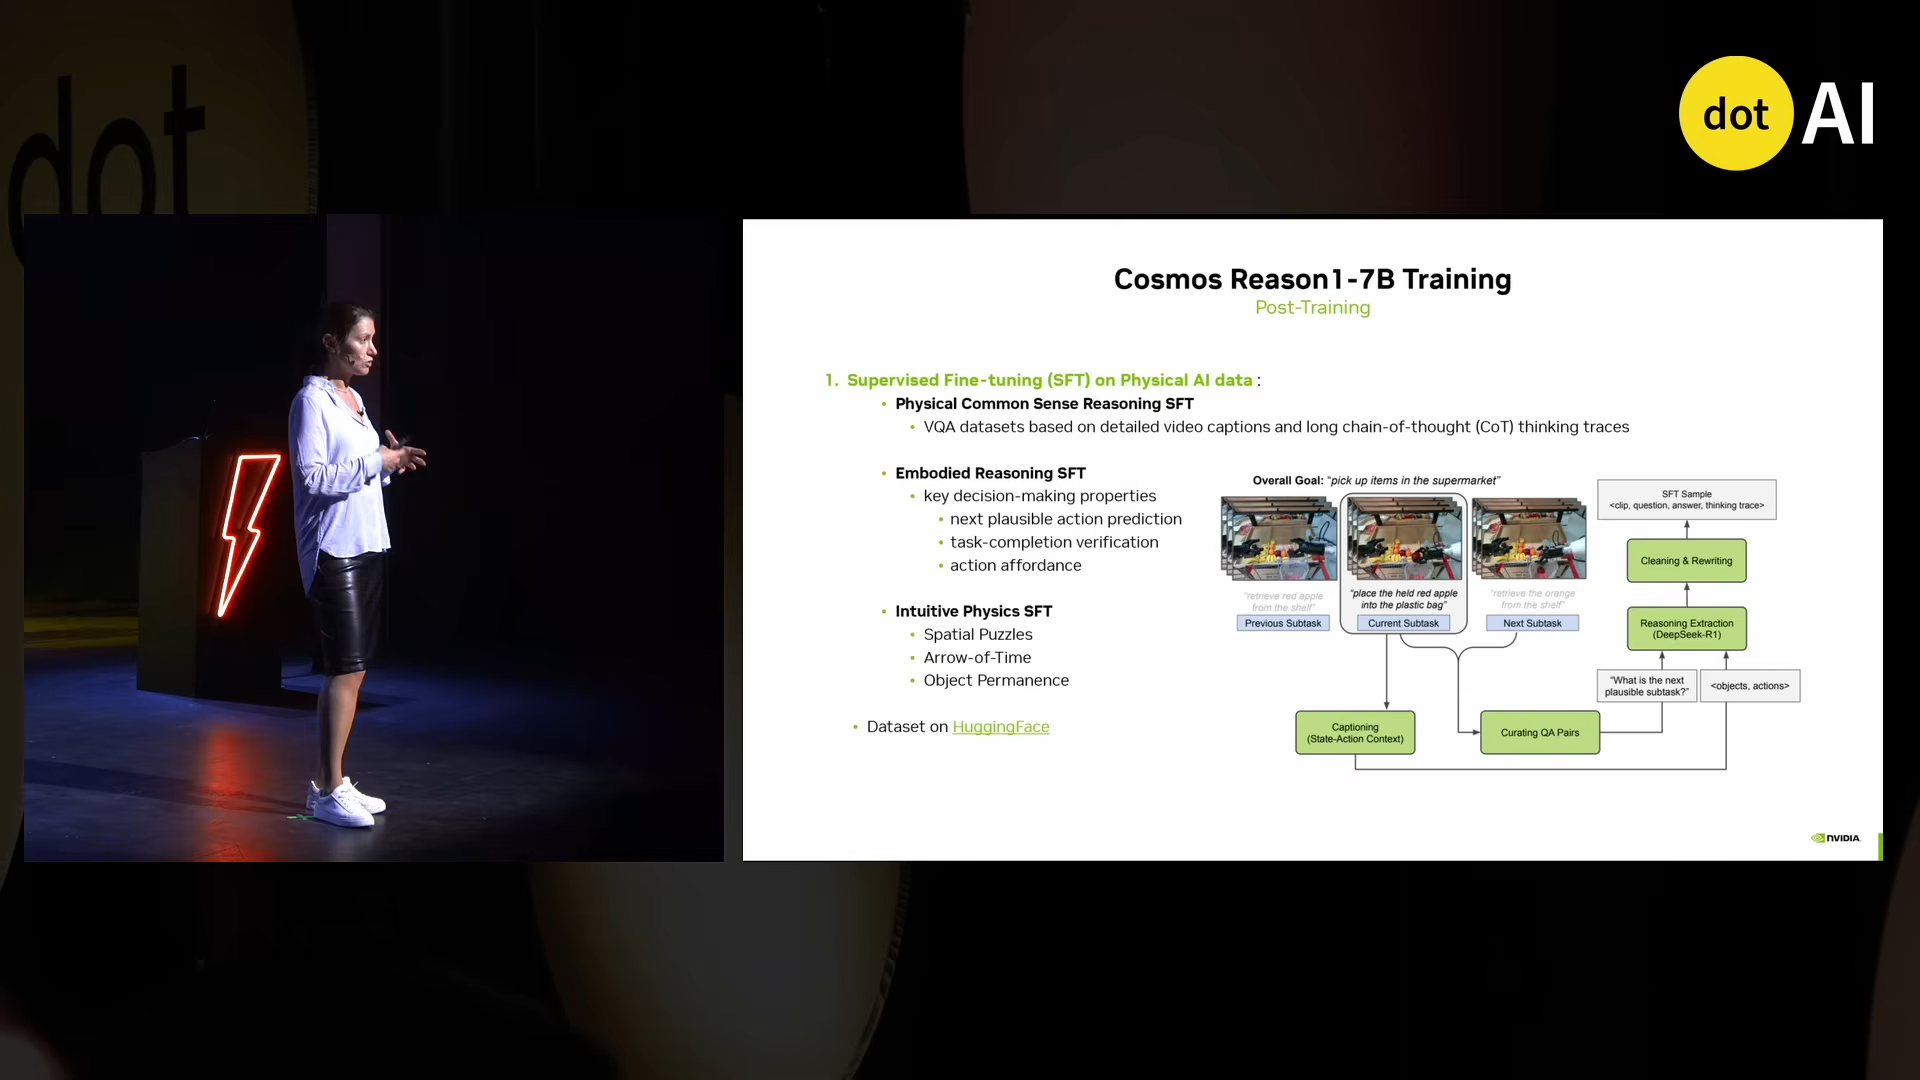 dot
dot AI
Cosmos Reason1-7B Training
Post-Training
1. Supervised Fine-tuning (SFT) on Physical AI data :
• Physical Common Sense Reasoning SFT
• VQA datasets based on detailed video captions and long chain-of-thought (CoT) thinking traces
• Embodied Reasoning SFT
• key decision-making properties
• next plausible action prediction
• task-completion verification
• action affordance
• Intuitive Physics SFT
• Spatial Puzzles
• Arrow-of-Time
• Object Permanence
• Dataset on HuggingFace
Overall Goal: “pick up items in the supermarket”
“retrieve red apple
from the shelf”
Previous Subtask
“place the held red apple
into the plastic bag”
Current Subtask
“retrieve the orange
from the shelf”
Next Subtask
SFT Sample
<clip, question, answer, thinking trace>
Cleaning & Rewriting
Reasoning Extraction
(DeepSeek-R1)
“What is the next
plausible subtask?”
<objects, actions>
Captioning
(State-Action Context)
Curating QA Pairs
NVIDIA